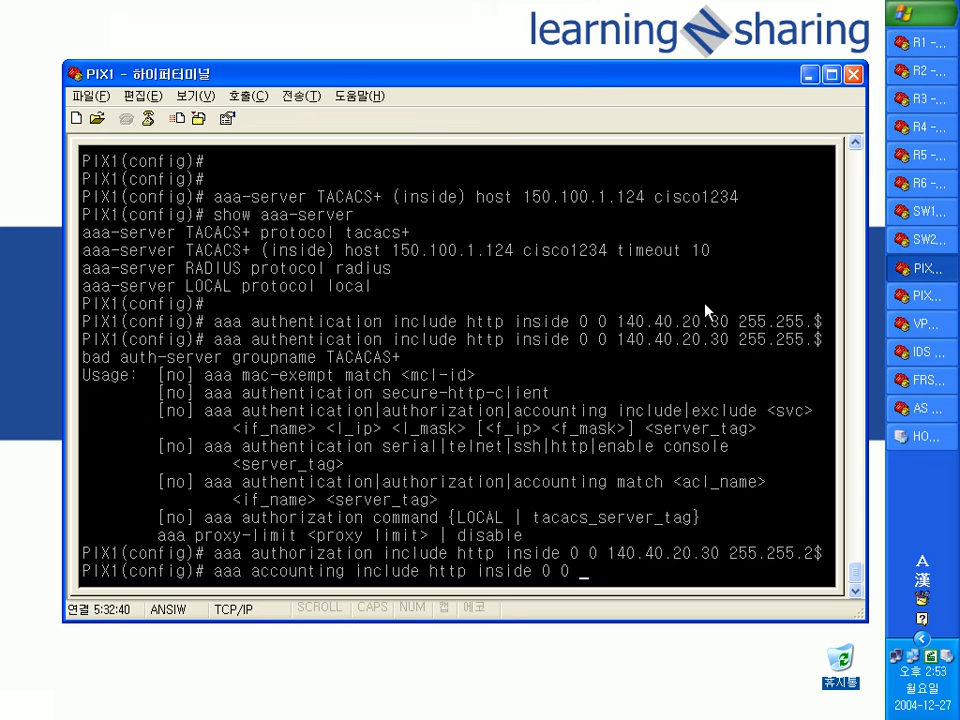 learning sharing
PIX1 - 하이퍼터미널
파일(F) 편집(E) 보기(V) 호출(C) 전송(T) 도움말(H)
PIX1(config)#
PIX1(config)#
PIX1(config)# aaa-server TACACS+ (inside) host 150.100.1.124 cisco1234
PIX1(config)# show aaa-server
aaa-server TACACS+ protocol tacacs+
aaa-server TACACS+ (inside) host 150.100.1.124 cisco1234 timeout 10
aaa-server RADIUS protocol radius
aaa-server LOCAL protocol local
PIX1(config)#
PIX1(config)# aaa authentication include http inside 0 0 140.40.20.30 255.255.$
PIX1(config)# aaa authentication include http inside 0 0 140.40.20.30 255.255.$
bad auth-server groupname TACACAS+
Usage: [no] aaa mac-exempt match <mcl-id>
[no] aaa authentication secure-http-client
[no] aaa authentication|authorization|accounting include|exclude <svc>
<if_name> <l_ip> <l_mask> [<f_ip> <f_mask>] <server_tag>
[no] aaa authentication serial|telnet|ssh|http|enable console
<server_tag>
[no] aaa authentication|authorization|accounting match <acl_name>
<if_name> <server_tag>
[no] aaa authorization command {LOCAL | tacacs_server_tag}
aaa proxy-limit <proxy limit> | disable
PIX1(config)# aaa authorization include http inside 0 0 140.40.20.30 255.255.2$
PIX1(config)# aaa accounting include http inside 0 0 _
연결 5:32:40 ANSIW TCP/IP SCROLL CAPS NUM 캡 에코
휴지통
R1 -...
R2 -...
R3 -...
R4 -...
R5 -...
R6 -...
SW1...
SW2...
PIX...
PIX...
VP...
IDS ...
FRS...
AS ...
HO...
A
漢
오후 2:53
월요일
2004-12-27